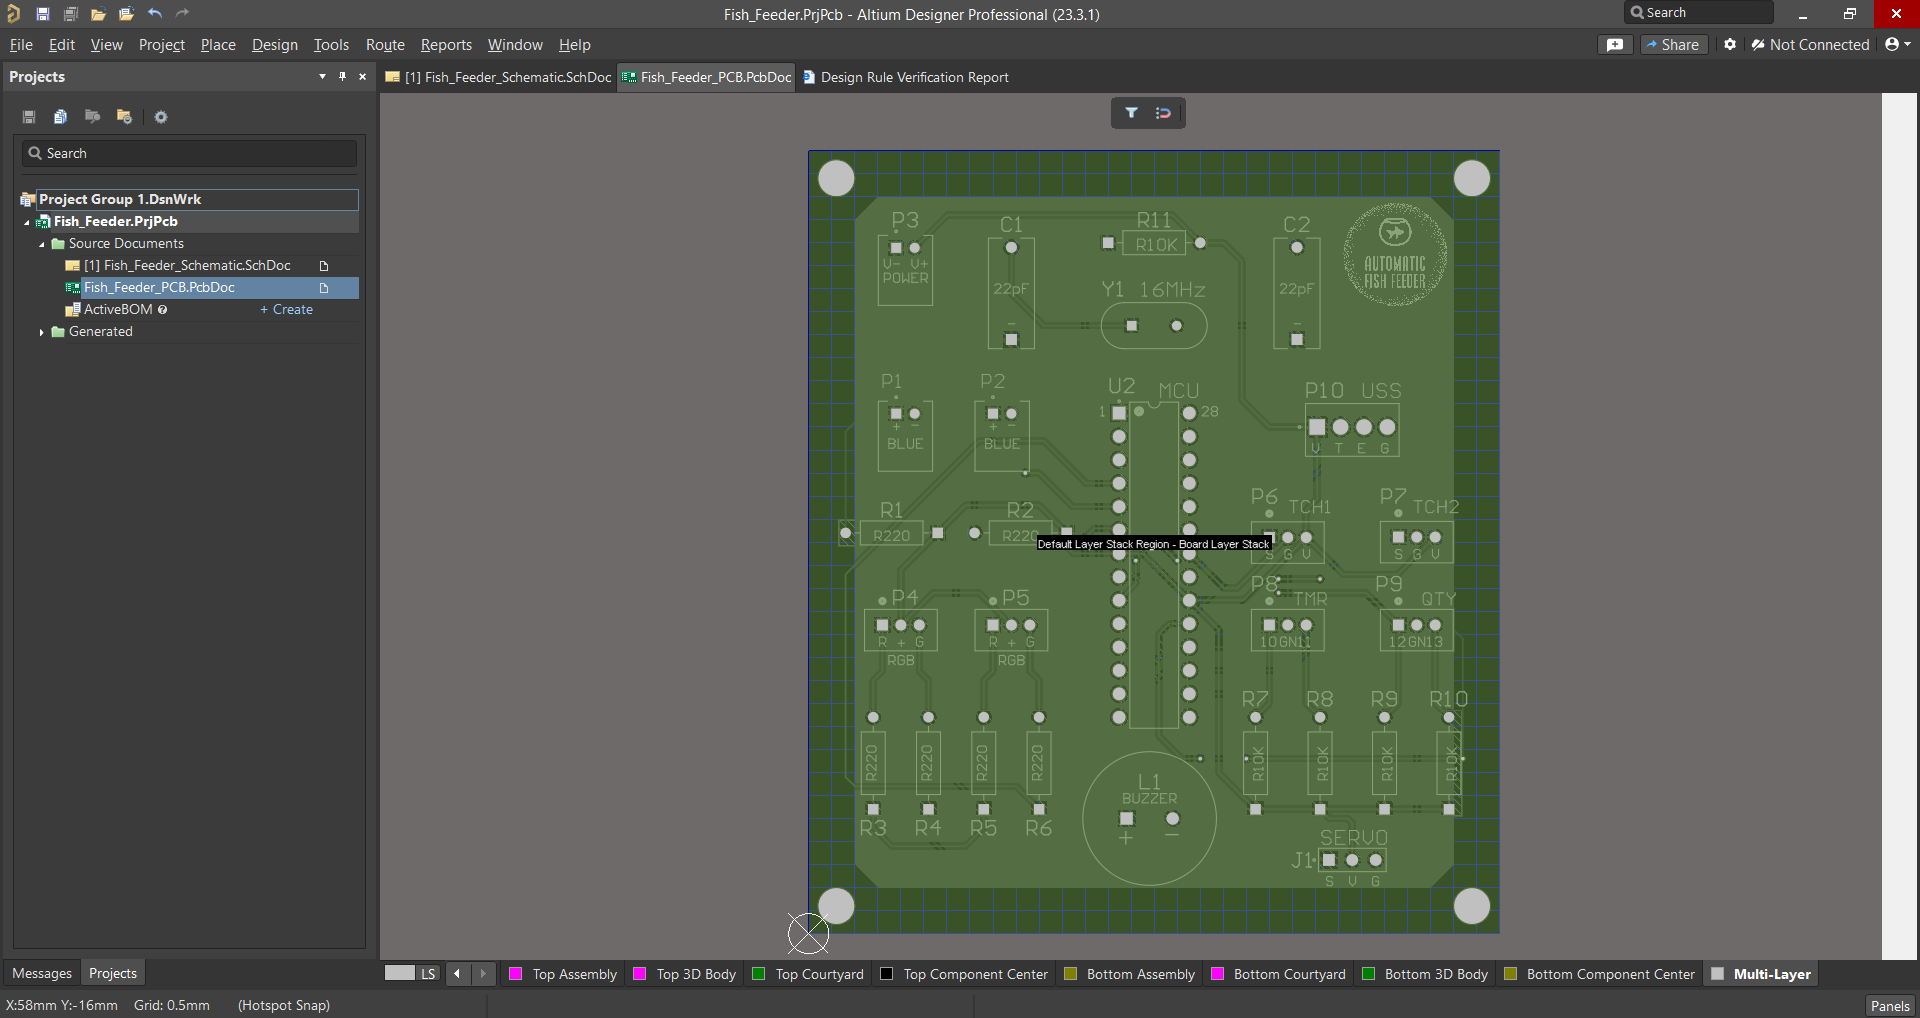 Fish_Feeder.PrjPcb - Altium Designer Professional (23.3.1)
Search
File Edit View Project Place Design Tools Route Reports Window Help
Share
Not Connected
Projects
[1] Fish_Feeder_Schematic.SchDoc
Fish_Feeder_PCB.PcbDoc
Design Rule Verification Report
Search
Project Group 1.DsnWrk
Fish_Feeder.PrjPcb
Source Documents
[1] Fish_Feeder_Schematic.SchDoc
Fish_Feeder_PCB.PcbDoc
ActiveBOM
+ Create
Generated
P3
V- V+
POWER
C1
22pF
R11
R10K
Y1 16MHz
C2
22pF
AUTOMATIC
FISH FEEDER
P1
+ -
BLUE
P2
+ -
BLUE
U2 MCU
1 28
P10 USS
V T E G
R1
R220
R2
R220
P6 TCH1
S G V
P7 TCH2
S G V
Default Layer Stack Region - Board Layer Stack
P4
R + G
RGB
P5
R + G
RGB
P8 TMR
10GN11
P9 QTY
12GN13
R7 R8 R9 R10
R220 R220 R220 R220
R10K R10K R10K R10K
R3 R4 R5 R6
L1
BUZZER
+ -
SERVO
J1
S V G
Messages
Projects
LS
Top Assembly
Top 3D Body
Top Courtyard
Top Component Center
Bottom Assembly
Bottom Courtyard
Bottom 3D Body
Bottom Component Center
Multi-Layer
X:58mm Y:-16mm Grid: 0.5mm (Hotspot Snap)
Panels